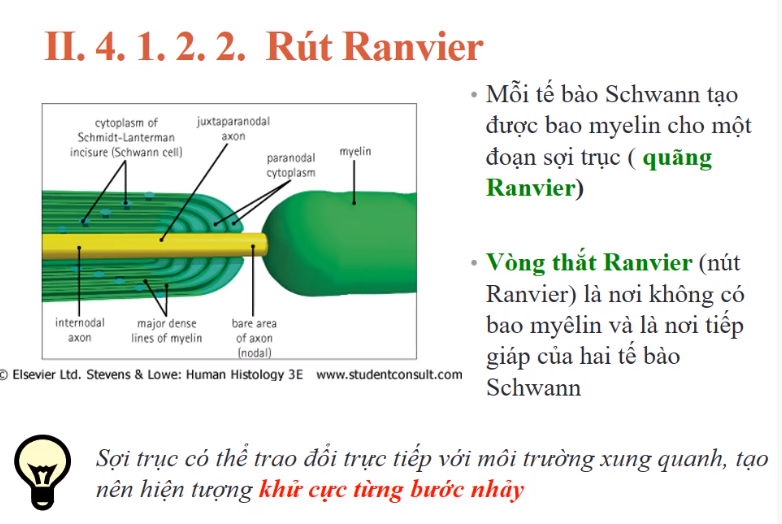 II. 4. 1. 2. 2. Rút Ranvier
cytoplasm of
Schmidt-Lanterman
incisure (Schwann cell)
juxtaparanodal
axon
paranodal
cytoplasm
myelin
internodal
axon
major dense
lines of myelin
bare area
of axon
(nodal)
© Elsevier Ltd. Stevens & Lowe: Human Histology 3E www.studentconsult.com
• Mỗi tế bào Schwann tạo
được bao myelin cho một
đoạn sợi trục ( quãng
Ranvier)
• Vòng thắt Ranvier (nút
Ranvier) là nơi không có
bao myêlin và là nơi tiếp
giáp của hai tế bào
Schwann
Sợi trục có thể trao đổi trực tiếp với môi trường xung quanh, tạo
nên hiện tượng khử cực từng bước nhảy